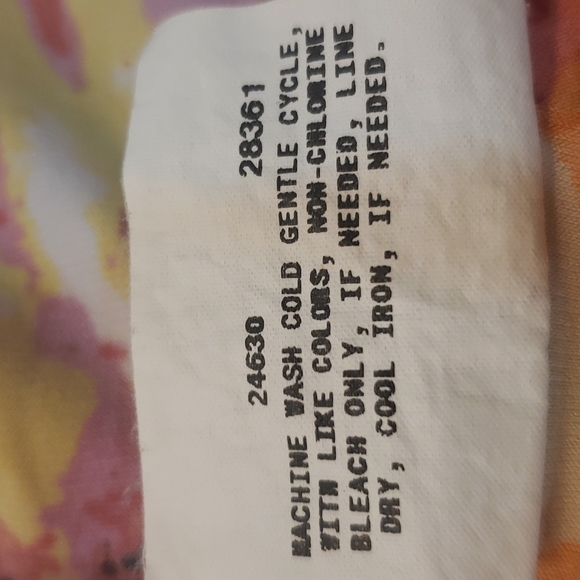 24630 28361
MACHINE WASH COLD GENTLE CYCLE,
WITH LIKE COLORS, NON-CHLORINE
BLEACH ONLY, IF NEEDED, LINE
DRY, COOL IRON, IF NEEDED.